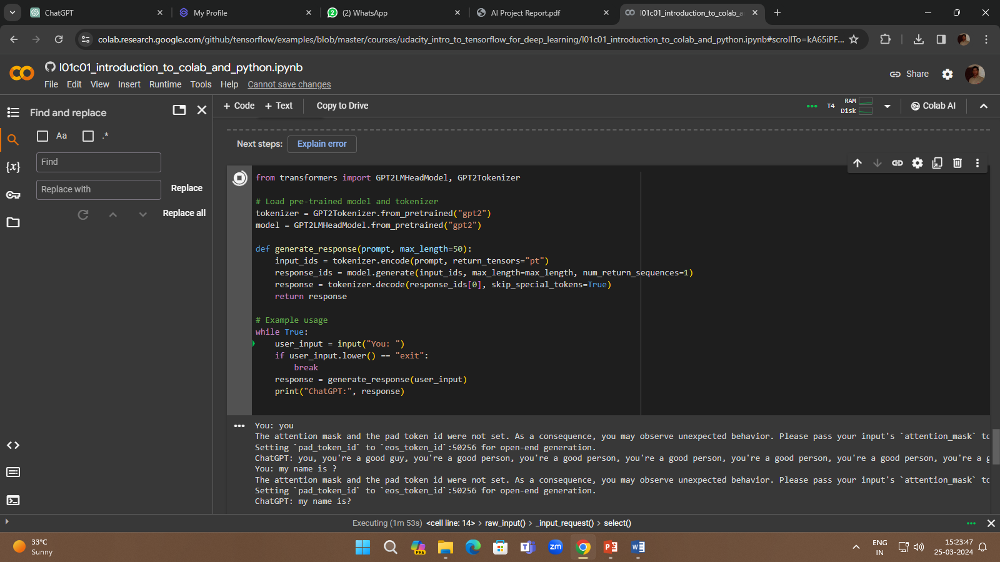 ChatGPT
My Profile
(2) WhatsApp
AI Project Report.pdf
l01c01_introduction_to_colab_a
colab.research.google.com/github/tensorflow/examples/blob/master/courses/udacity_intro_to_tensorflow_for_deep_learning/l01c01_introduction_to_colab_and_python.ipynb#scrollTo=kA65iPF...
l01c01_introduction_to_colab_and_python.ipynb
File Edit View Insert Runtime Tools Help Cannot save changes
Share
Find and replace
+ Code + Text Copy to Drive
T4 RAM
Disk
Colab AI
Aa .*
Find
Replace with
Replace
Replace all
{x}
Next steps: Explain error
from transformers import GPT2LMHeadModel, GPT2Tokenizer
# Load pre-trained model and tokenizer
tokenizer = GPT2Tokenizer.from_pretrained("gpt2")
model = GPT2LMHeadModel.from_pretrained("gpt2")
def generate_response(prompt, max_length=50):
input_ids = tokenizer.encode(prompt, return_tensors="pt")
response_ids = model.generate(input_ids, max_length=max_length, num_return_sequences=1)
response = tokenizer.decode(response_ids[0], skip_special_tokens=True)
return response
# Example usage
while True:
user_input = input("You: ")
if user_input.lower() == "exit":
break
response = generate_response(user_input)
print("ChatGPT:", response)
You: you
The attention mask and the pad token id were not set. As a consequence, you may observe unexpected behavior. Please pass your input's `attention_mask` to
Setting `pad_token_id` to `eos_token_id`:50256 for open-end generation.
ChatGPT: you, you're a good guy, you're a good person, you're a good person, you're a good person, you're a good person, you're a good person, you're a g
You: my name is ?
The attention mask and the pad token id were not set. As a consequence, you may observe unexpected behavior. Please pass your input's `attention_mask` to
Setting `pad_token_id` to `eos_token_id`:50256 for open-end generation.
ChatGPT: my name is?
Executing (1m 53s) <cell line: 14> > raw_input() > _input_request() > select()
33°C
Sunny
PRE
zm
ENG
IN
15:23:47
25-03-2024